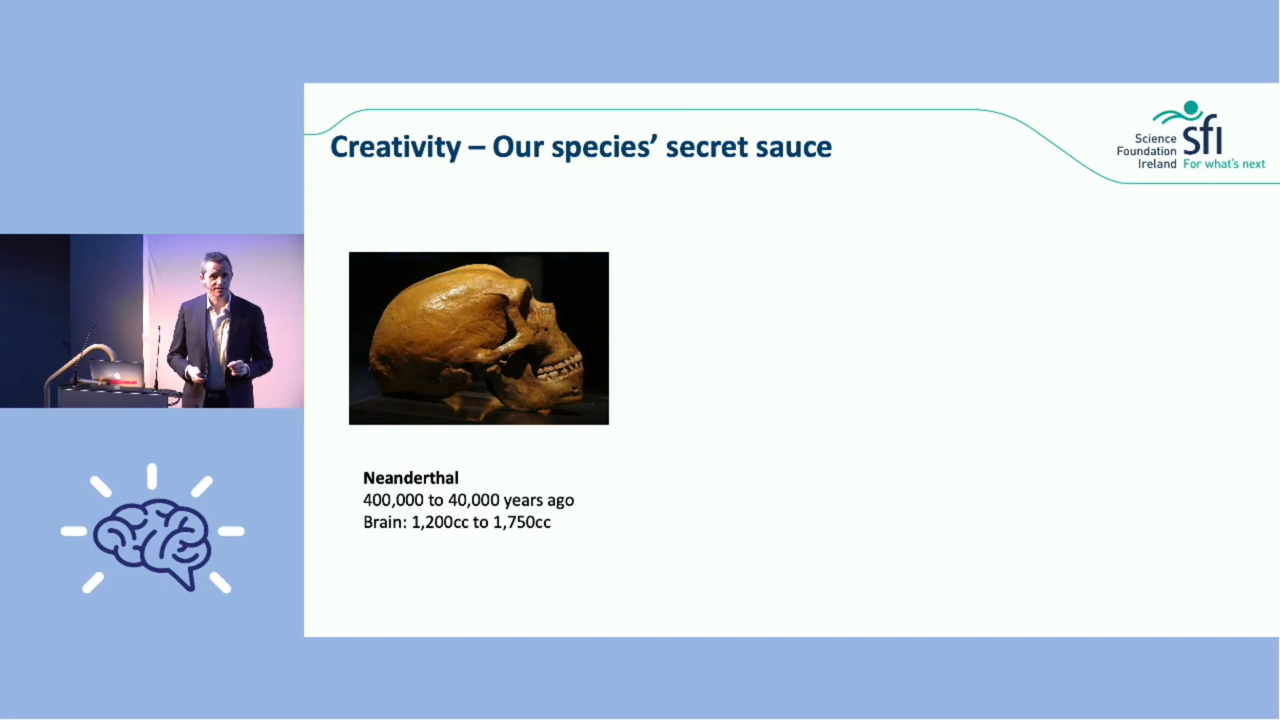 Creativity – Our species’ secret sauce
Science
Foundation
Ireland
sfi
For what's next
Neanderthal
400,000 to 40,000 years ago
Brain: 1,200cc to 1,750cc